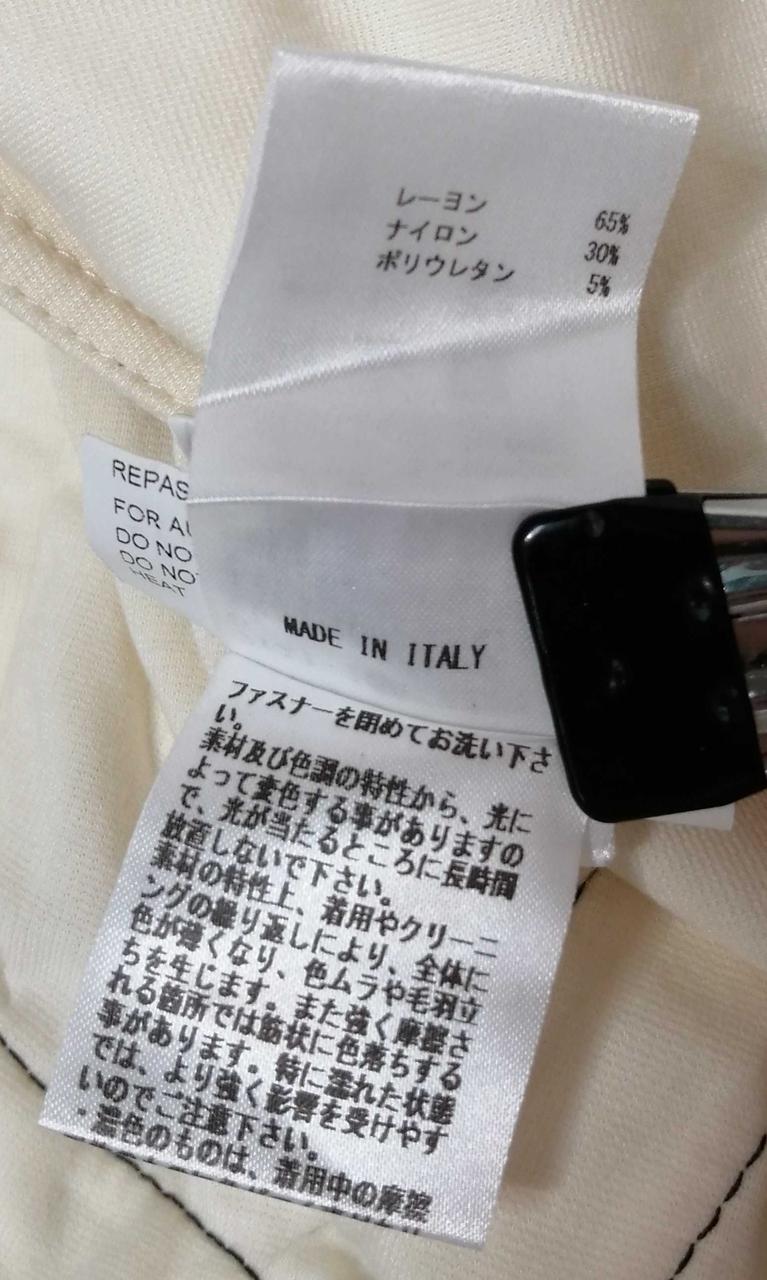 レーヨン 65%
ナイロン 30%
ポリウレタン 5%
REPAS
FOR AU
DO NO
DO NO
HEAT
MADE IN ITALY
ファスナーを閉めてお洗い下さ
い。
素材及び色調の特性から、光に
よって変色する事がありますの
で、光が当たるところに長時間
放置しないで下さい。
素材の特性上、着用やクリーニ
ングの繰り返しにより、全体に
色が強くなり、色ムラや毛羽立
ちを生じます。また強く摩擦さ
れる箇所では筋状に色落ちする
事があります。特に濡れた状態
では、より強く影響を受けやす
いのでご注意下さい。
・濃色のものは、着用中の摩擦